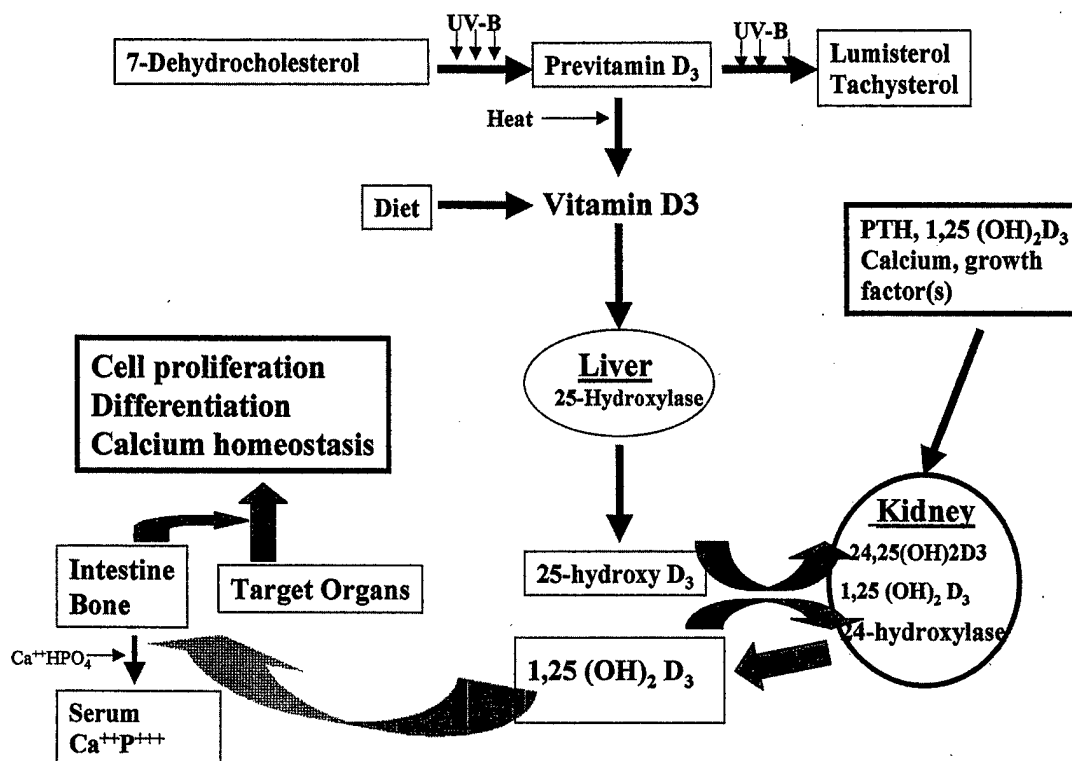 UV-B
UV-B
7-Dehydrocholesterol
Previtamin D₃
Lumisterol
Tachysterol
Heat
Diet
Vitamin D3
PTH, 1,25 (OH)₂D₃
Calcium, growth
factor(s)
Cell proliferation
Differentiation
Calcium homeostasis
Liver
25-Hydroxylase
Kidney
24,25(OH)2D3
1,25 (OH)₂ D₃
24-hydroxylase
25-hydroxy D₃
Intestine
Bone
Target Organs
Ca⁺⁺HPO₄
1,25 (OH)₂ D₃
Serum
Ca⁺⁺P⁺⁺⁺